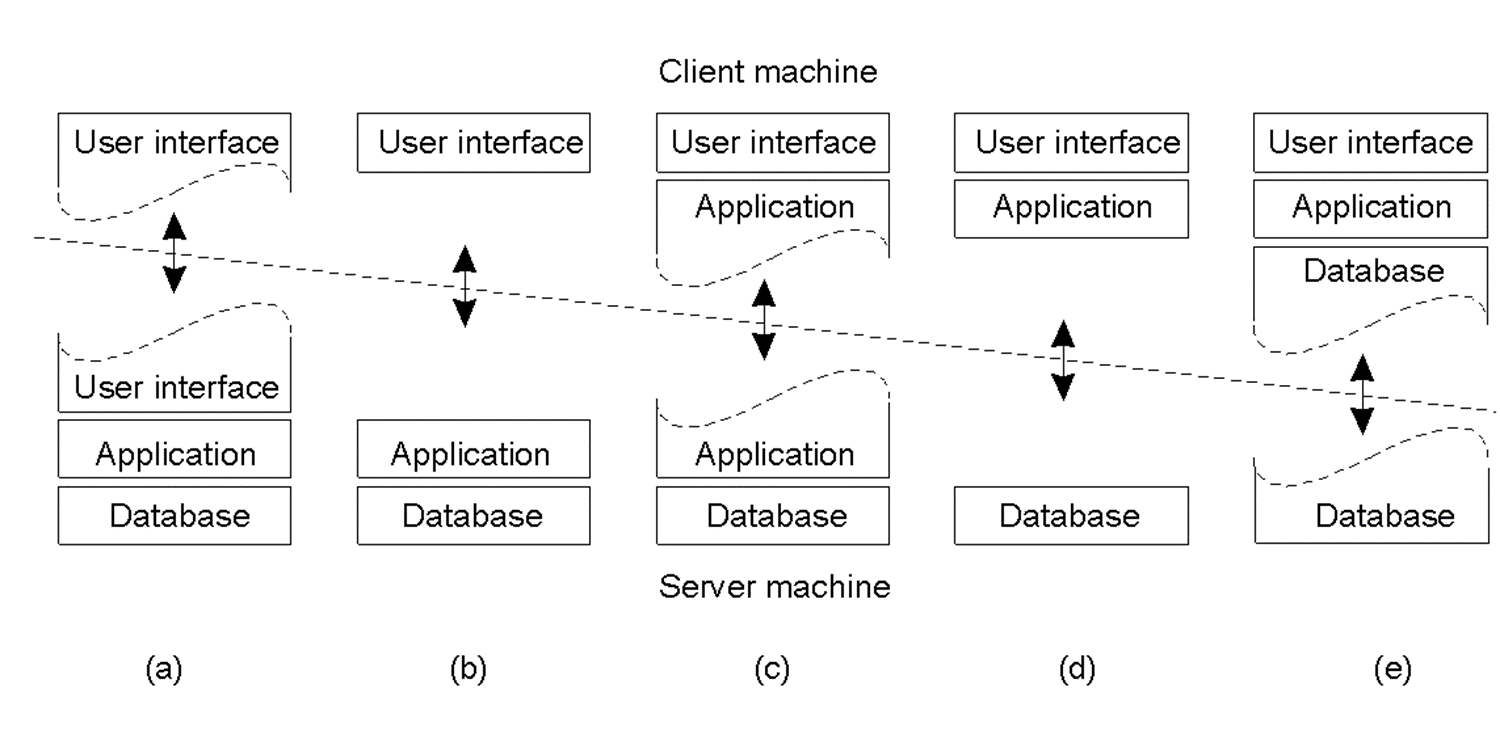 Client machine
User interface User interface User interface User interface User interface
Application Application Application
Database
User interface
Application Application Application
Database Database Database Database Database
Server machine
(a) (b) (c) (d) (e)